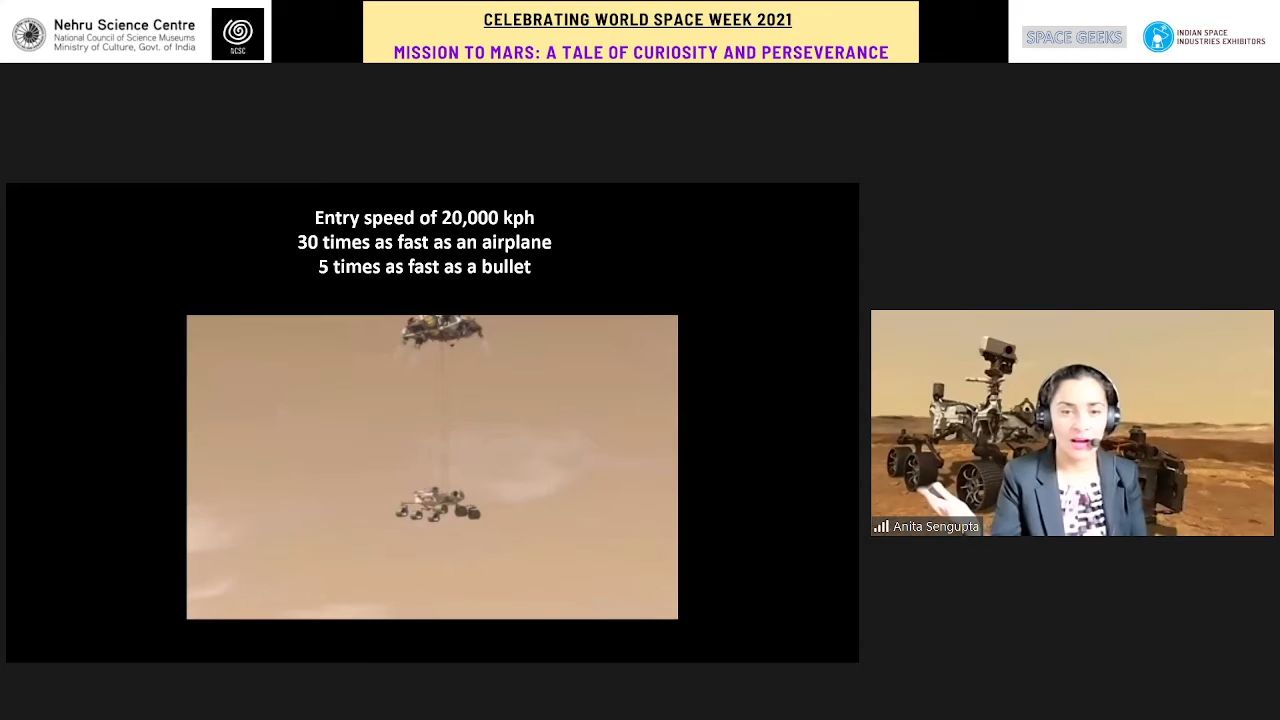 Nehru Science Centre
National Council of Science Museums
Ministry of Culture, Govt. of India
NCSC
CELEBRATING WORLD SPACE WEEK 2021
MISSION TO MARS: A TALE OF CURIOSITY AND PERSEVERANCE
SPACE GEEKS
INDIAN SPACE
INDUSTRIES EXHIBITORS
Entry speed of 20,000 kph
30 times as fast as an airplane
5 times as fast as a bullet
Anita Sengupta